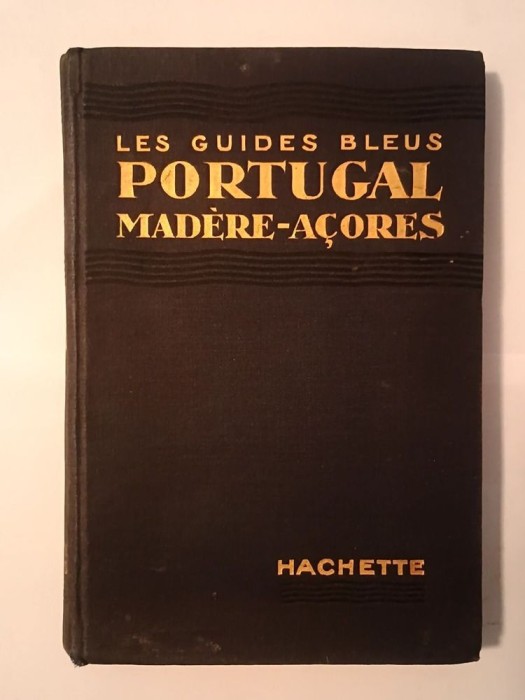 LES GUIDES BLEUS
PORTUGAL
MADÈRE-AÇORES
HACHETTE